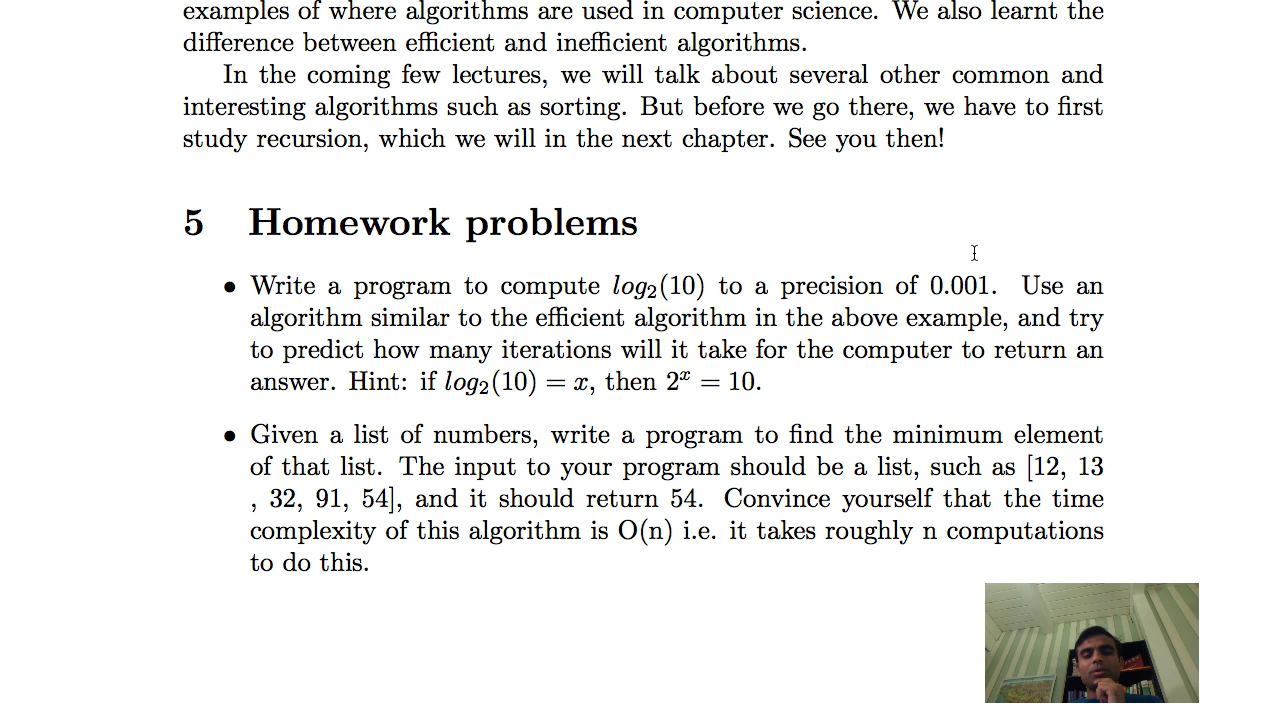 examples of where algorithms are used in computer science. We also learnt the
difference between efficient and inefficient algorithms.
In the coming few lectures, we will talk about several other common and
interesting algorithms such as sorting. But before we go there, we have to first
study recursion, which we will in the next chapter. See you then!
5 Homework problems
• Write a program to compute log₂(10) to a precision of 0.001. Use an
algorithm similar to the efficient algorithm in the above example, and try
to predict how many iterations will it take for the computer to return an
answer. Hint: if log₂(10) = x, then 2ˣ = 10.
• Given a list of numbers, write a program to find the minimum element
of that list. The input to your program should be a list, such as [12, 13
, 32, 91, 54], and it should return 54. Convince yourself that the time
complexity of this algorithm is O(n) i.e. it takes roughly n computations
to do this.